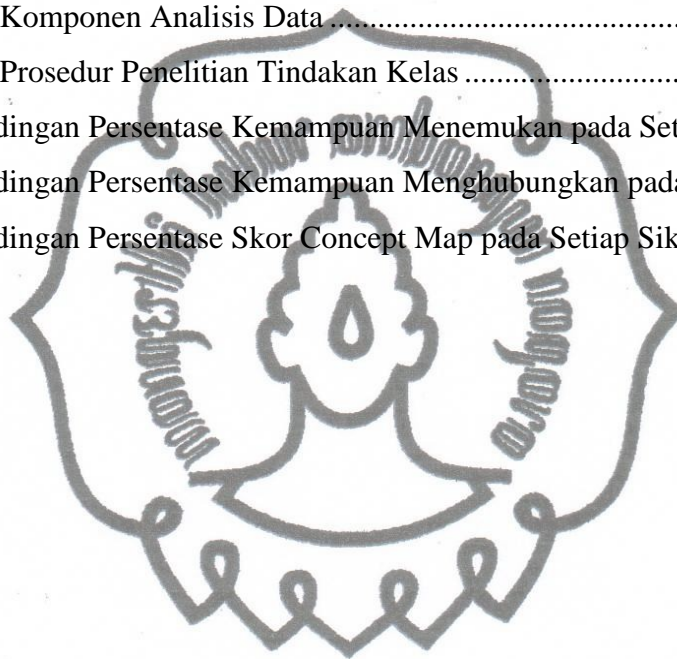 Komponen Analisis Data ................................................
Prosedur Penelitian Tindakan Kelas ..............................
dingan Persentase Kemampuan Menemukan pada Set
dingan Persentase Kemampuan Menghubungkan pada
dingan Persentase Skor Concept Map pada Setiap Sik